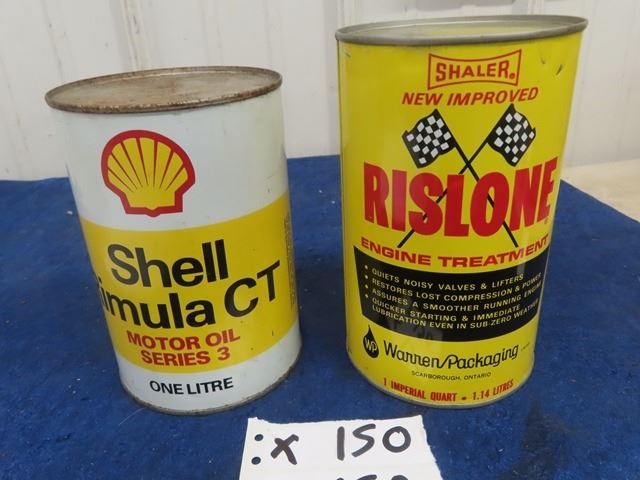 Shell
imula CT
MOTOR OIL
SERIES 3
ONE LITRE
SHALER®
NEW IMPROVED
RISLONE
ENGINE TREATMENT
• QUIETS NOISY VALVES & LIFTERS
• RESTORES LOST COMPRESSION & POWER
• ASSURES A SMOOTHER RUNNING ENGINE
• QUICKER STARTING & IMMEDIATE
LUBRICATION EVEN IN SUB-ZERO WEATHER
WP Warren/Packaging
SCARBOROUGH, ONTARIO
1 IMPERIAL QUART • 1.14 LITRES
:x 150